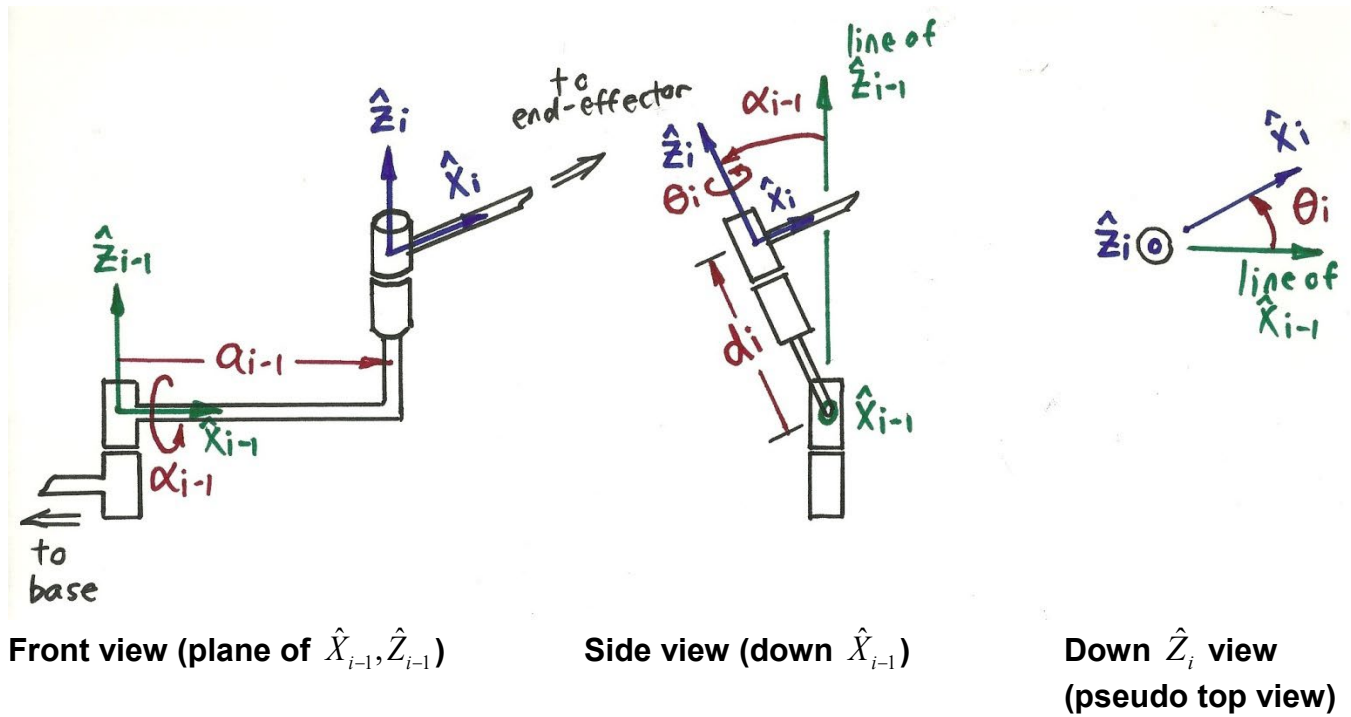 Ẑi
X̂i
to
end-effector
Ẑi-1
ai-1
X̂i-1
αi-1
to
base
line of
Ẑi-1
αi-1
Ẑi
θi
X̂i
di
X̂i-1
X̂i
θi
Ẑi
line of
X̂i-1
Front view (plane of X̂i−1, Ẑi−1)
Side view (down X̂i−1)
Down Ẑi view
(pseudo top view)